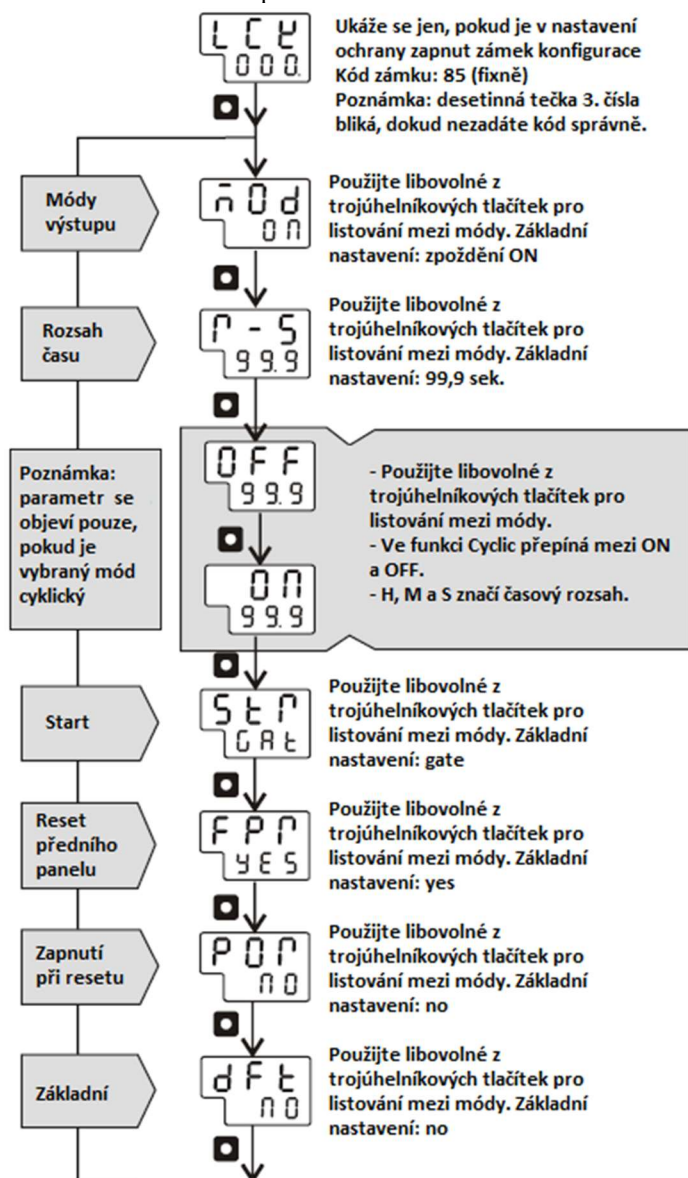 LCK
000.
Ukáže se jen, pokud je v nastavení
ochrany zapnut zámek konfigurace
Kód zámku: 85 (fixně)
Poznámka: desetinná tečka 3. čísla
bliká, dokud nezadáte kód správně.
Módy
výstupu
n̄0d
0n
Použijte libovolné z
trojúhelníkových tlačítek pro
listování mezi módy. Základní
nastavení: zpoždění ON
Rozsah
času
r-S
99.9
Použijte libovolné z
trojúhelníkových tlačítek pro
listování mezi módy. Základní
nastavení: 99,9 sek.
Poznámka:
parametr se
objeví pouze,
pokud je
vybraný mód
cyklický
OFF
99.9
ON
99.9
- Použijte libovolné z
trojúhelníkových tlačítek pro
listování mezi módy.
- Ve funkci Cyclic přepíná mezi ON
a OFF.
- H, M a S značí časový rozsah.
Start
Str
GAt
Použijte libovolné z
trojúhelníkových tlačítek pro
listování mezi módy. Základní
nastavení: gate
Reset
předního
panelu
FPr
YES
Použijte libovolné z
trojúhelníkových tlačítek pro
listování mezi módy. Základní
nastavení: yes
Zapnutí
při resetu
POr
NO
Použijte libovolné z
trojúhelníkových tlačítek pro
listování mezi módy. Základní
nastavení: no
Základní
dFt
NO
Použijte libovolné z
trojúhelníkových tlačítek pro
listování mezi módy. Základní
nastavení: no